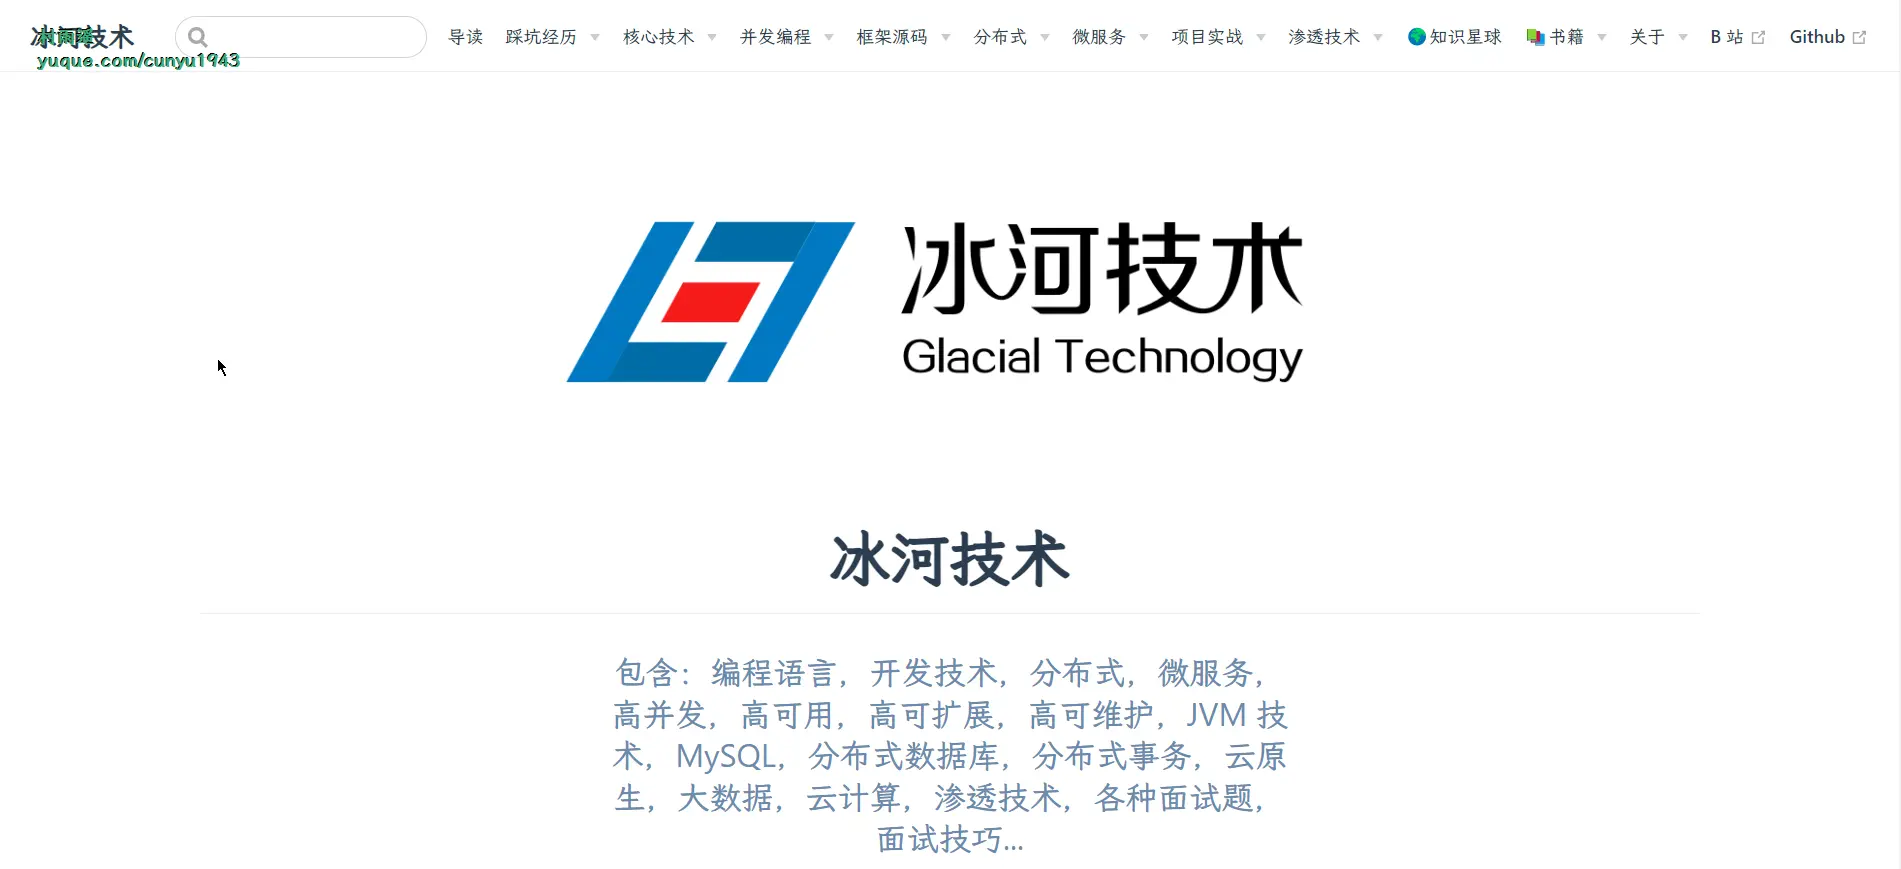 冰河技术
yuque.com/cunyu1943
导读 踩坑经历 核心技术 并发编程 框架源码 分布式 微服务 项目实战 渗透技术 知识星球 书籍 关于 B 站 Github
冰河技术
Glacial Technology
冰河技术
包含：编程语言，开发技术，分布式，微服务，
高并发，高可用，高可扩展，高可维护，JVM 技
术，MySQL，分布式数据库，分布式事务，云原
生，大数据，云计算，渗透技术，各种面试题，
面试技巧...